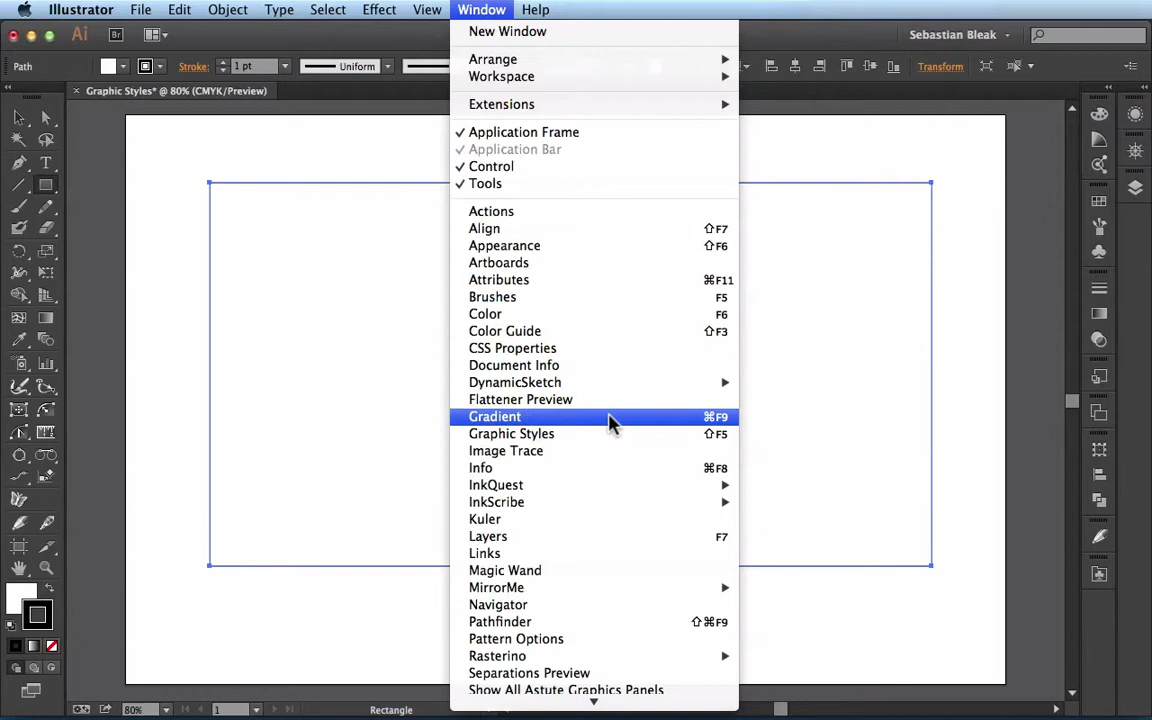 Illustrator File Edit Object Type Select Effect View Window Help
Ai Br Sebastian Bleak
Path Stroke: 1 pt Uniform Transform
Graphic Styles* @ 80% (CMYK/Preview)
New Window
Arrange
Workspace
Extensions
✓ Application Frame
✓ Application Bar
✓ Control
✓ Tools
Actions
Align ⇧F7
Appearance ⇧F6
Artboards
Attributes ⌘F11
Brushes F5
Color F6
Color Guide ⇧F3
CSS Properties
Document Info
DynamicSketch
Flattener Preview
Gradient ⌘F9
Graphic Styles ⇧F5
Image Trace
Info ⌘F8
InkQuest
InkScribe
Kuler
Layers F7
Links
Magic Wand
MirrorMe
Navigator
Pathfinder ⇧⌘F9
Pattern Options
Rasterino
Separations Preview
Show All Astute Graphics Panels
80% 1 Rectangle